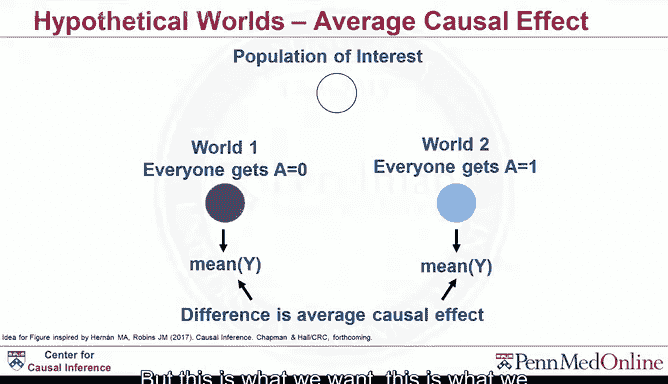 Hypothetical Worlds – Average Causal Effect
Population of Interest
World 1
Everyone gets A=0
World 2
Everyone gets A=1
mean(Y)
mean(Y)
Difference is average causal effect
Idea for Figure inspired by Hernán MA, Robins JM (2017). Causal Inference. Chapman & Hall/CRC, forthcoming.
Center for
Causal Inference
PennMedOnline
But this is what we want, this is what we